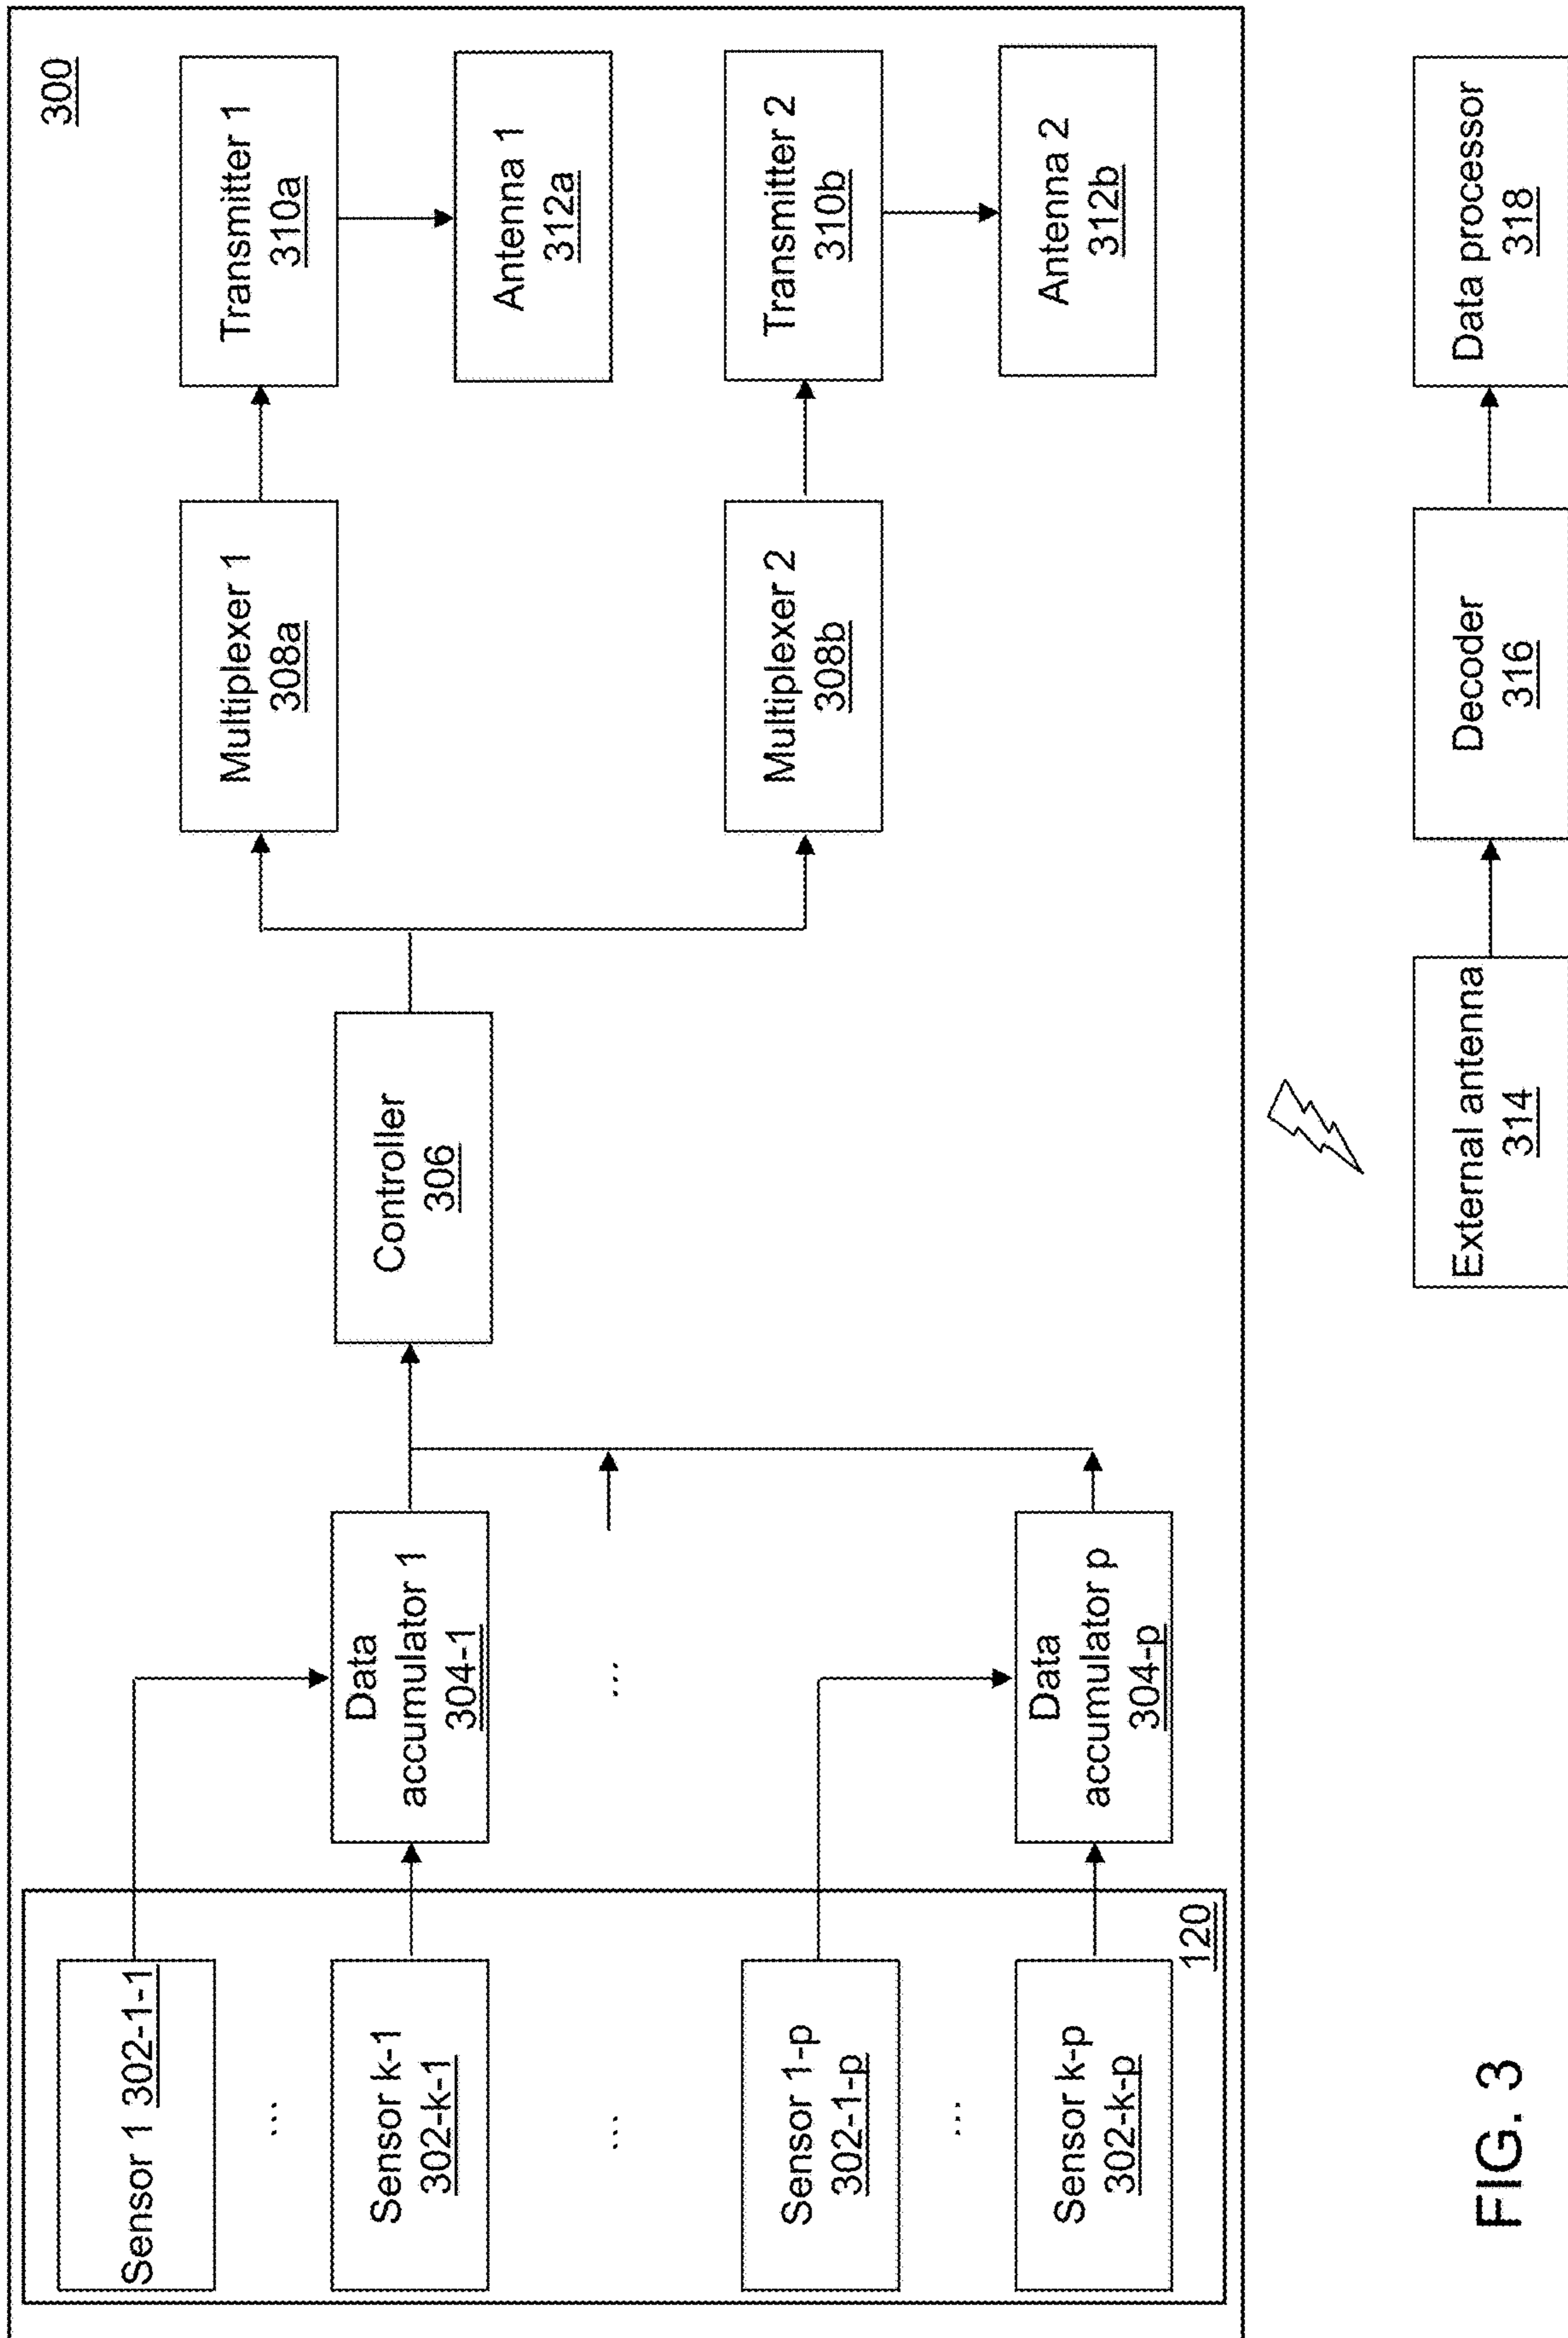 300
Sensor 1 302-1-1
...
Sensor k-1
302-k-1
...
Sensor 1-p
302-1-p
...
Sensor k-p
302-k-p
120
Data
accumulator 1
304-1
...
Data
accumulator p
304-p
Controller
306
Multiplexer 1
308a
Multiplexer 2
308b
Transmitter 1
310a
Antenna 1
312a
Transmitter 2
310b
Antenna 2
312b
External antenna
314
Decoder
316
Data processor
318
FIG. 3